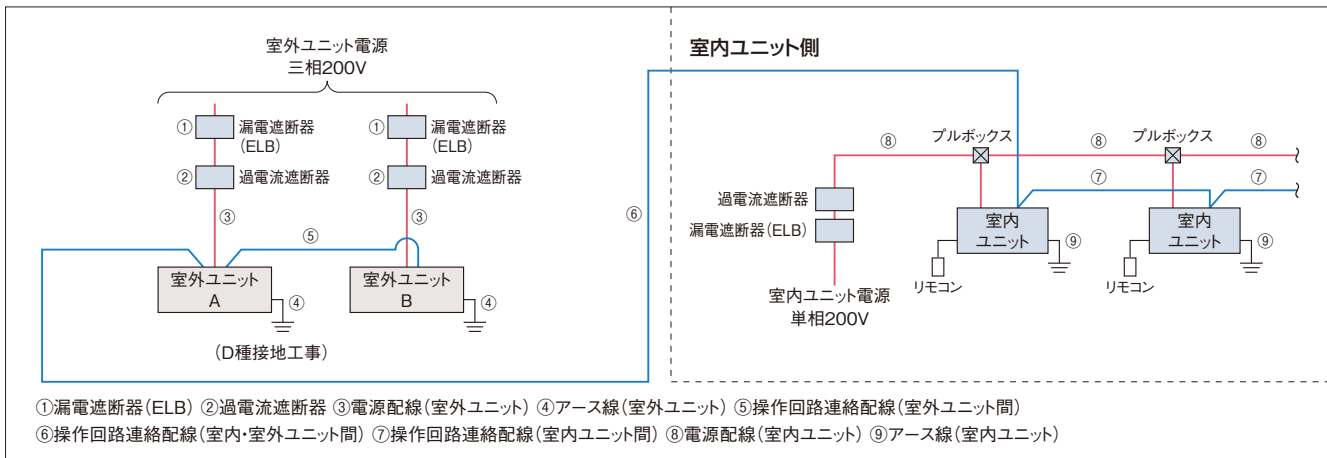 室外ユニット電源
三相200V
① 漏電遮断器
(ELB)
① 漏電遮断器
(ELB)
② 過電流遮断器
② 過電流遮断器
③
③
⑤
⑥
室外ユニット
A
④
室外ユニット
B
④
(D種接地工事)
室内ユニット側
⑧
プルボックス
⑧
プルボックス
⑧
⑦
⑦
過電流遮断器
漏電遮断器(ELB)
室内ユニット電源
単相200V
室内
ユニット
⑨
リモコン
室内
ユニット
⑨
リモコン
①漏電遮断器(ELB) ②過電流遮断器 ③電源配線(室外ユニット) ④アース線(室外ユニット) ⑤操作回路連絡配線(室外ユニット間)
⑥操作回路連絡配線(室内・室外ユニット間) ⑦操作回路連絡配線(室内ユニット間) ⑧電源配線(室内ユニット) ⑨アース線(室内ユニット)